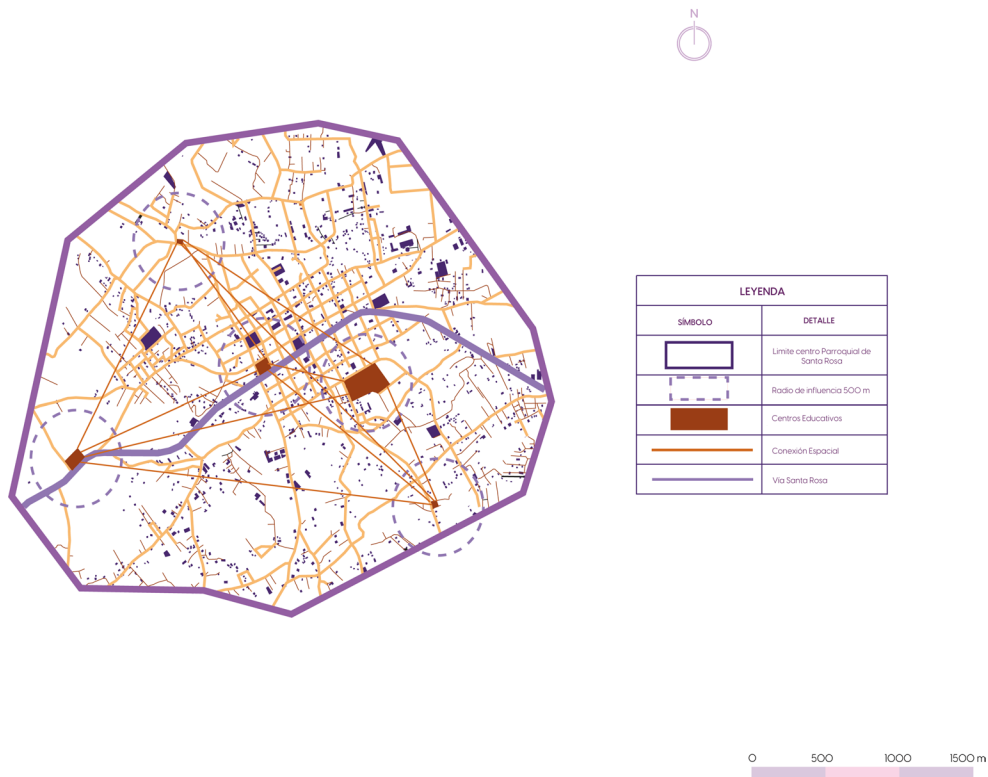 N
LEYENDA
SÍMBOLO
DETALLE
Limite centro Parroquial de
Santa Rosa
Radio de influencia 500 m
Centros Educativos
Conexión Espacial
Vía Santa Rosa
0 500 1000 1500 m